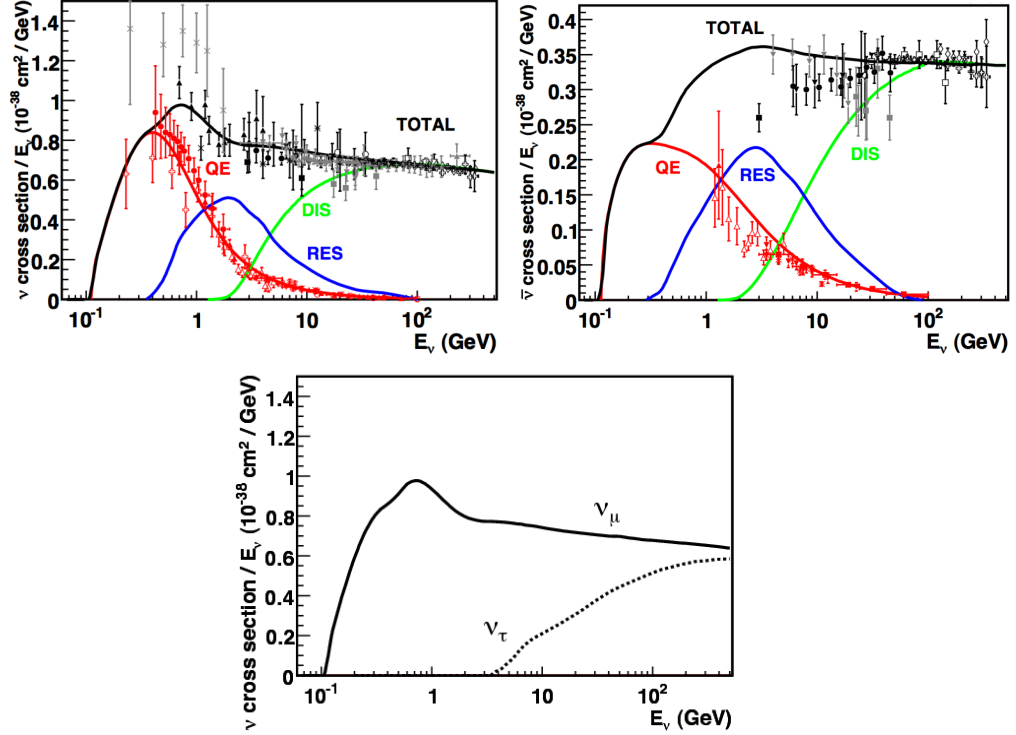 ν cross section / Eν (10-38 cm2 / GeV)
1.4
1.2
1
0.8
0.6
0.4
0.2
0
TOTAL
QE
DIS
RES
10-1
1
10
102
Eν (GeV)
ν̅ cross section / Eν (10-38 cm2 / GeV)
0.4
0.35
0.3
0.25
0.2
0.15
0.1
0.05
0
TOTAL
QE
RES
DIS
10-1
1
10
102
Eν (GeV)
ν cross section / Eν (10-38 cm2 / GeV)
1.4
1.2
1
0.8
0.6
0.4
0.2
0
νμ
ντ
10-1
1
10
102
Eν (GeV)